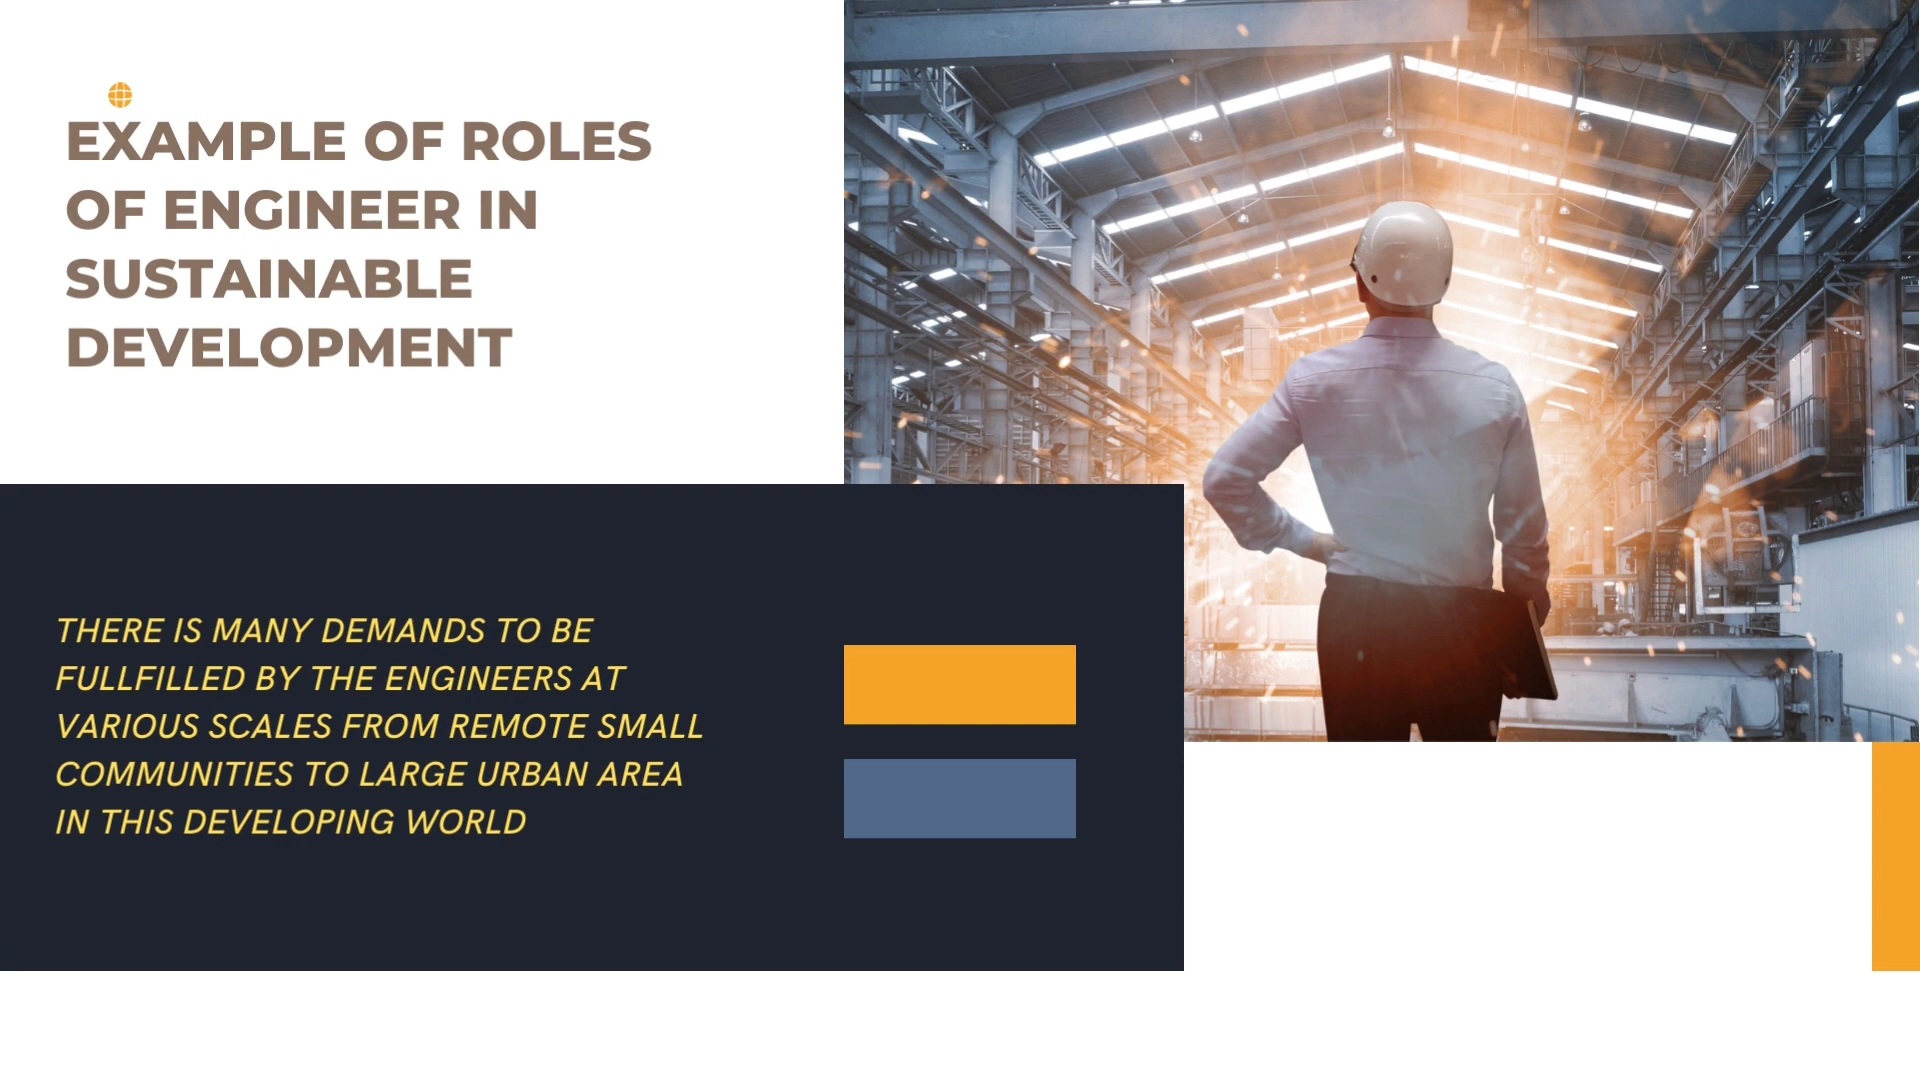 EXAMPLE OF ROLES
OF ENGINEER IN
SUSTAINABLE
DEVELOPMENT
THERE IS MANY DEMANDS TO BE
FULLFILLED BY THE ENGINEERS AT
VARIOUS SCALES FROM REMOTE SMALL
COMMUNITIES TO LARGE URBAN AREA
IN THIS DEVELOPING WORLD